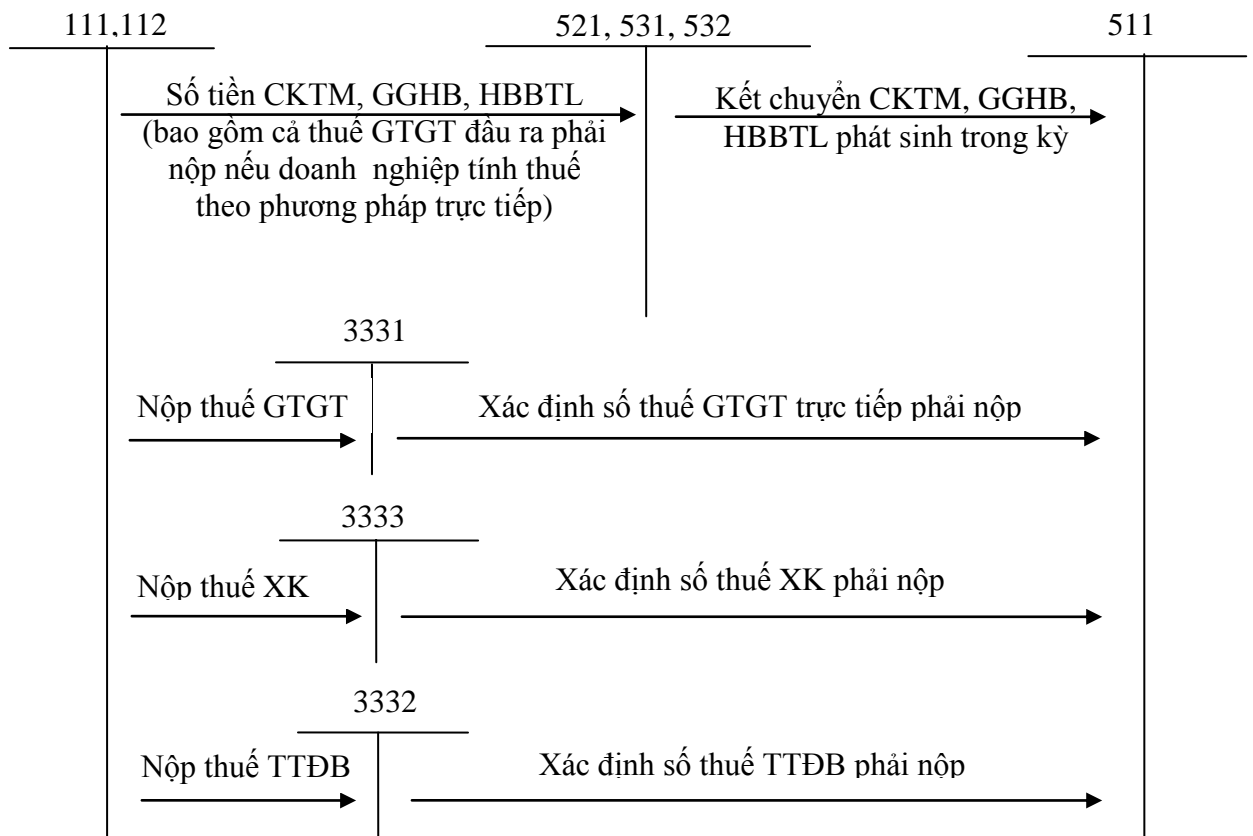 111,112
521, 531, 532
511
Số tiền CKTM, GGHB, HBBTL
(bao gồm cả thuế GTGT đầu ra phải
nộp nếu doanh nghiệp tính thuế
theo phương pháp trực tiếp)
Kết chuyển CKTM, GGHB,
HBBTL phát sinh trong kỳ
3331
Nộp thuế GTGT
Xác định số thuế GTGT trực tiếp phải nộp
3333
Nộp thuế XK
Xác định số thuế XK phải nộp
3332
Nộp thuế TTĐB
Xác định số thuế TTĐB phải nộp